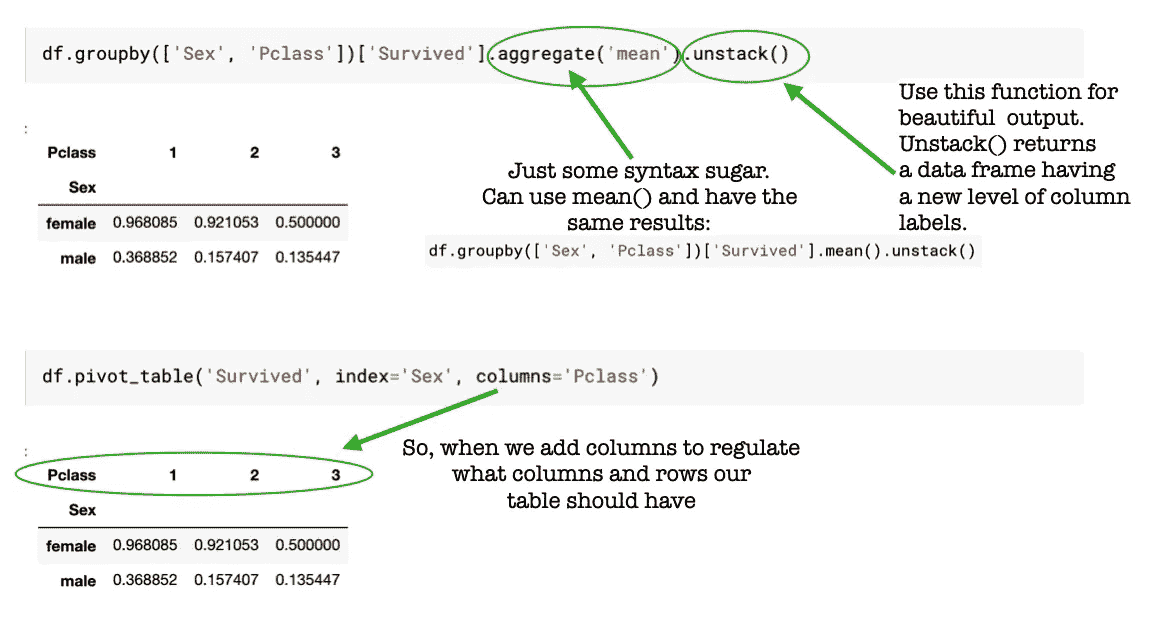 df.groupby(['Sex', 'Pclass'])['Survived'].aggregate('mean').unstack()
Use this function for
beautiful output.
Unstack() returns
a data frame having
a new level of column
labels.
:
Pclass 1 2 3
Sex
female 0.968085 0.921053 0.500000
male 0.368852 0.157407 0.135447
Just some syntax sugar.
Can use mean() and have the
same results:
df.groupby(['Sex', 'Pclass'])['Survived'].mean().unstack()
df.pivot_table('Survived', index='Sex', columns='Pclass')
:
Pclass 1 2 3
Sex
female 0.968085 0.921053 0.500000
male 0.368852 0.157407 0.135447
So, when we add columns to regulate
what columns and rows our
table should have